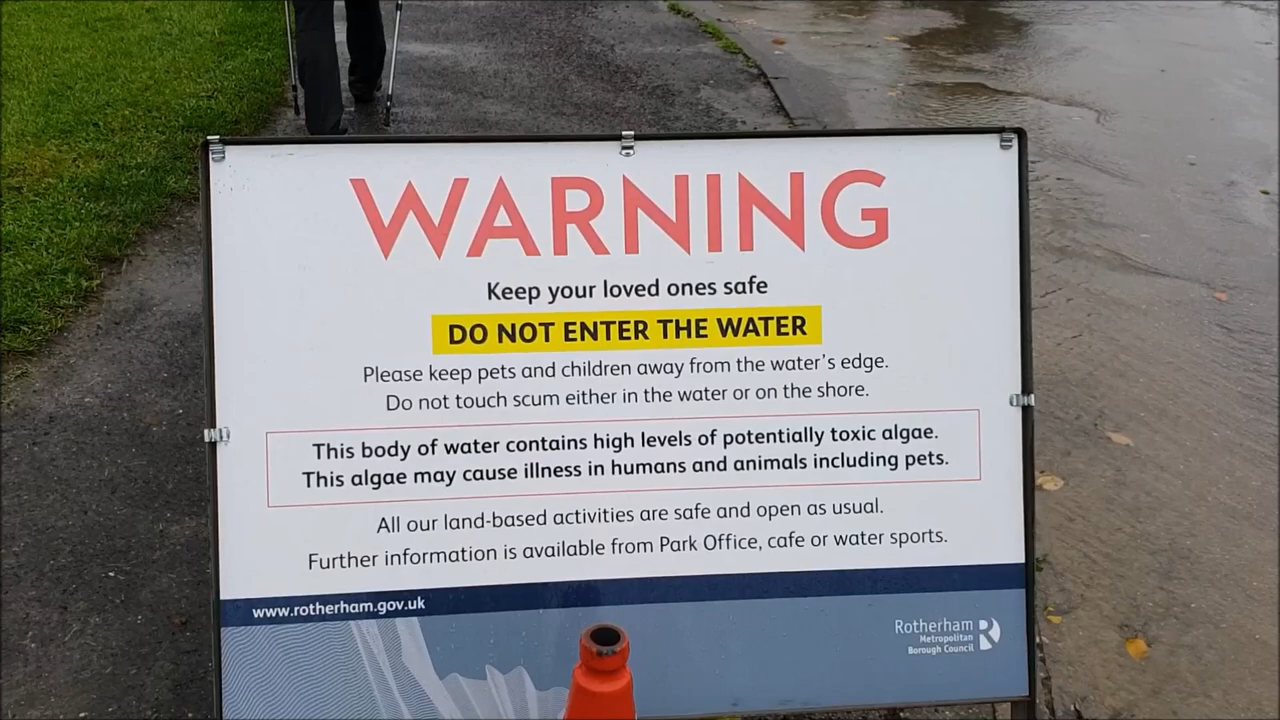 WARNING
Keep your loved ones safe
DO NOT ENTER THE WATER
Please keep pets and children away from the water's edge.
Do not touch scum either in the water or on the shore.
This body of water contains high levels of potentially toxic algae.
This algae may cause illness in humans and animals including pets.
All our land-based activities are safe and open as usual.
Further information is available from Park Office, cafe or water sports.
www.rotherham.gov.uk
Rotherham
Metropolitan
Borough Council